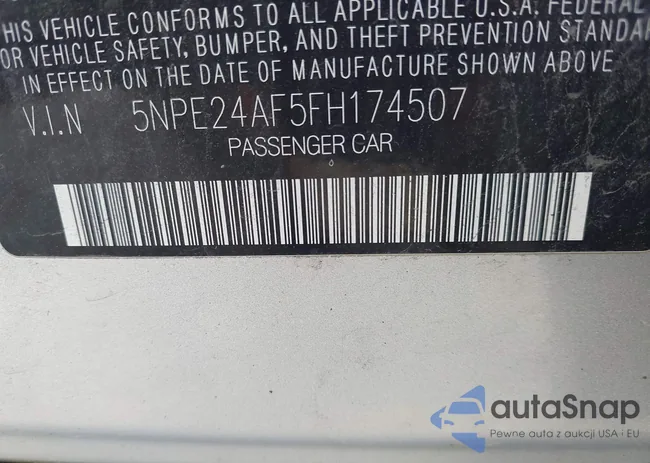 THIS VEHICLE CONFORMS TO ALL APPLICABLE U.S.A. FEDERAL
OR VEHICLE SAFETY, BUMPER, AND THEFT PREVENTION STANDA
IN EFFECT ON THE DATE OF MANUFACTURE SHOWN ABOVE
V.I.N 5NPE24AF5FH174507
PASSENGER CAR
autaSnap
Pewne auta z aukcji USA i EU